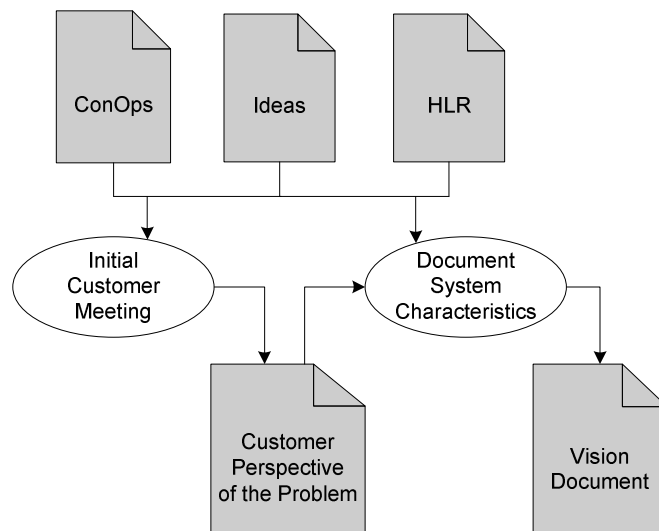 ConOps
Ideas
HLR
Initial
Customer
Meeting
Document
System
Characteristics
Customer
Perspective
of the Problem
Vision
Document